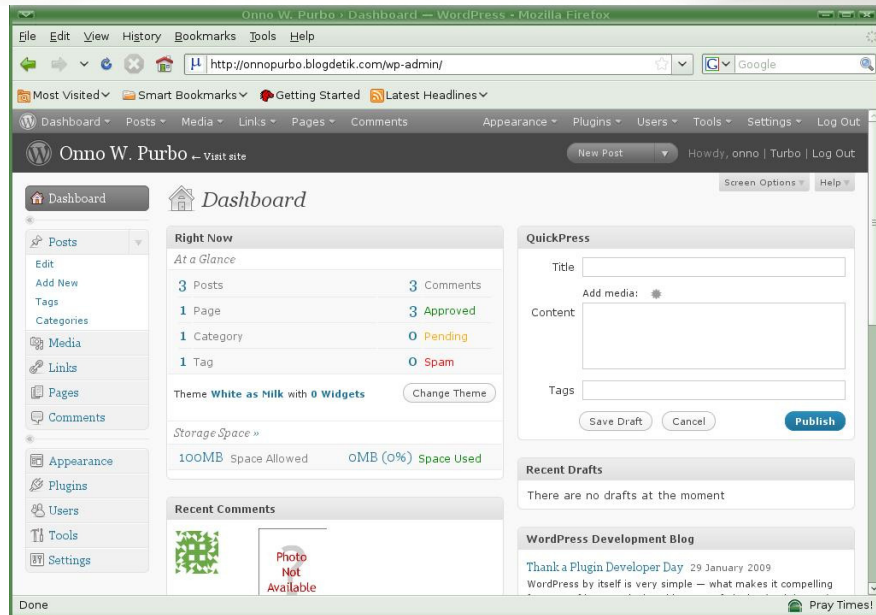 Onno W. Purbo › Dashboard — WordPress - Mozilla Firefox
File Edit View History Bookmarks Tools Help
http://onnopurbo.blogdetik.com/wp-admin/
G Google
Most Visited Smart Bookmarks Getting Started Latest Headlines
Dashboard Posts Media Links Pages Comments Appearance Plugins Users Tools Settings Log Out
Onno W. Purbo ← Visit site New Post Howdy, onno | Turbo | Log Out
Screen Options Help
Dashboard
Posts
Edit
Add New
Tags
Categories
Media
Links
Pages
Comments
Appearance
Plugins
Users
Tools
Settings
Dashboard
Right Now
At a Glance
3 Posts 3 Comments
1 Page 3 Approved
1 Category 0 Pending
1 Tag 0 Spam
Theme White as Milk with 0 Widgets Change Theme
Storage Space »
100MB Space Allowed 0MB (0%) Space Used
Recent Comments
Photo
Not
Available
QuickPress
Title
Add media:
Content
Tags
Save Draft Cancel Publish
Recent Drafts
There are no drafts at the moment
WordPress Development Blog
Thank a Plugin Developer Day 29 January 2009
WordPress by itself is very simple — what makes it compelling
Done Pray Times!